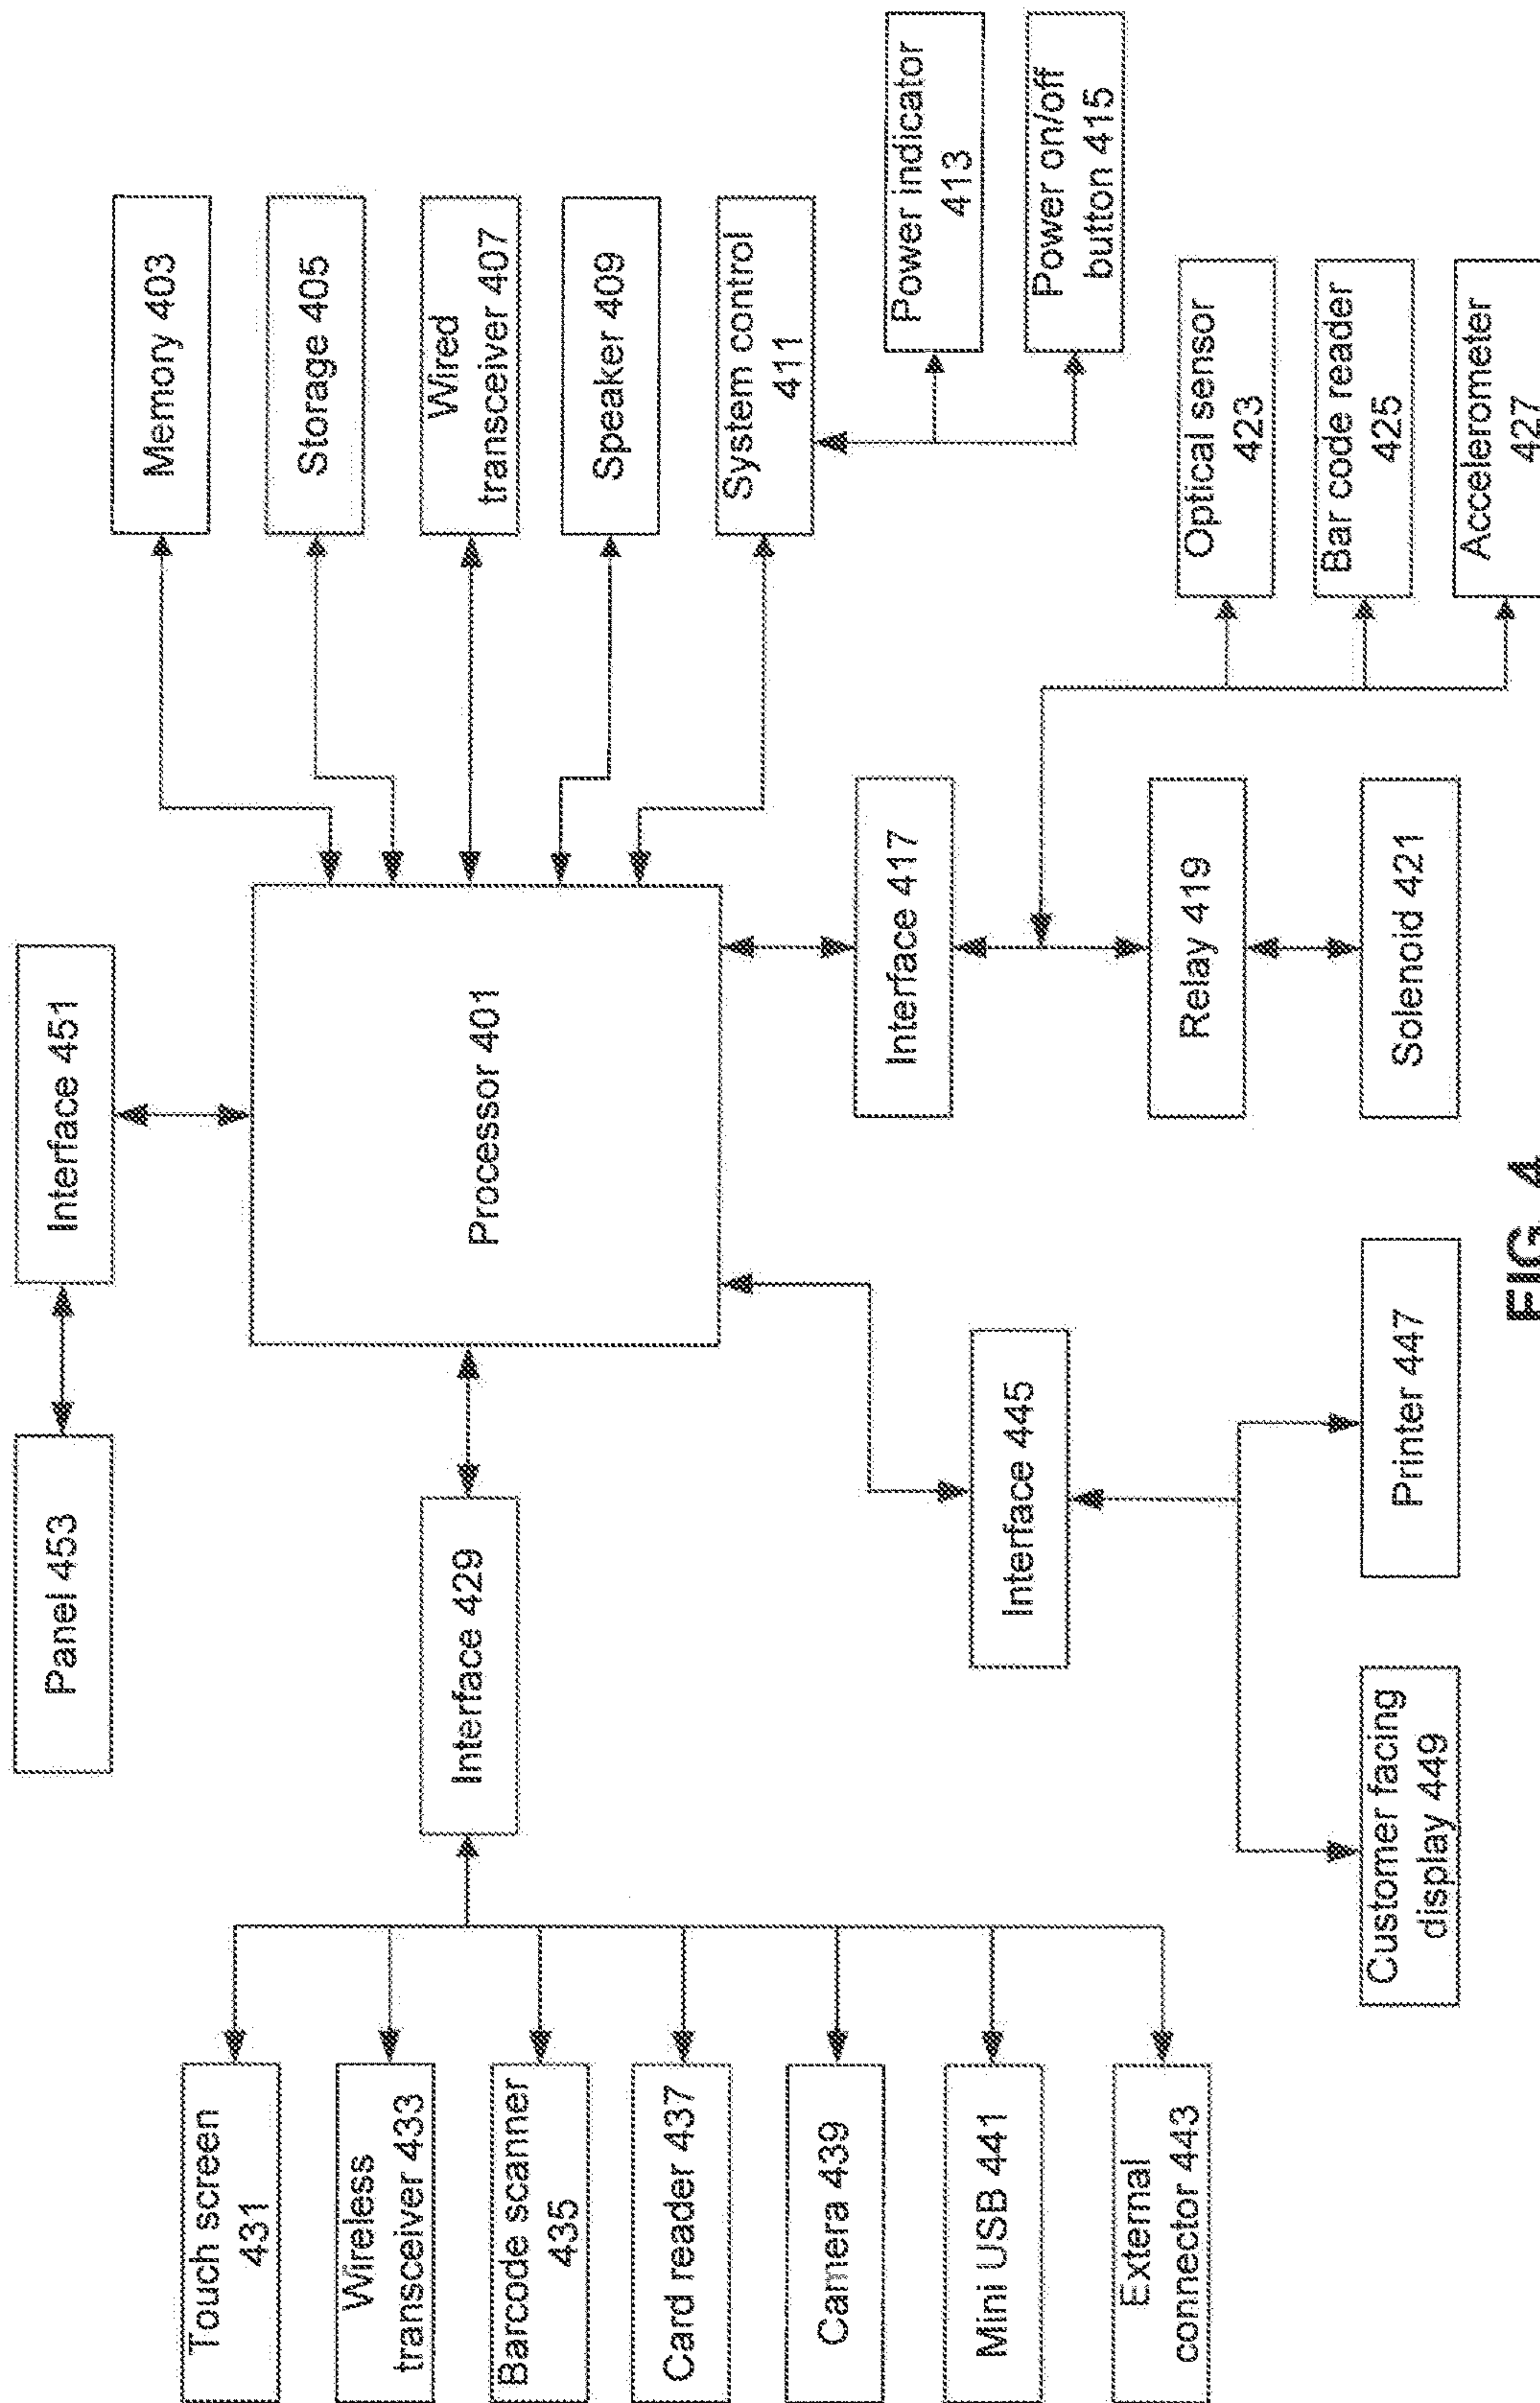 Panel 453
Interface 451
Memory 403
Storage 405
Wired
transceiver 407
Speaker 409
System control
411
Power indicator
413
Power on/off
button 415
Processor 401
Interface 429
Touch screen
431
Wireless
transceiver 433
Barcode scanner
435
Card reader 437
Camera 439
Mini USB 441
External
connector 443
Interface 445
Customer facing
display 449
Printer 447
Interface 417
Relay 419
Solenoid 421
Optical sensor
423
Bar code reader
425
Accelerometer
427
FIG. 4